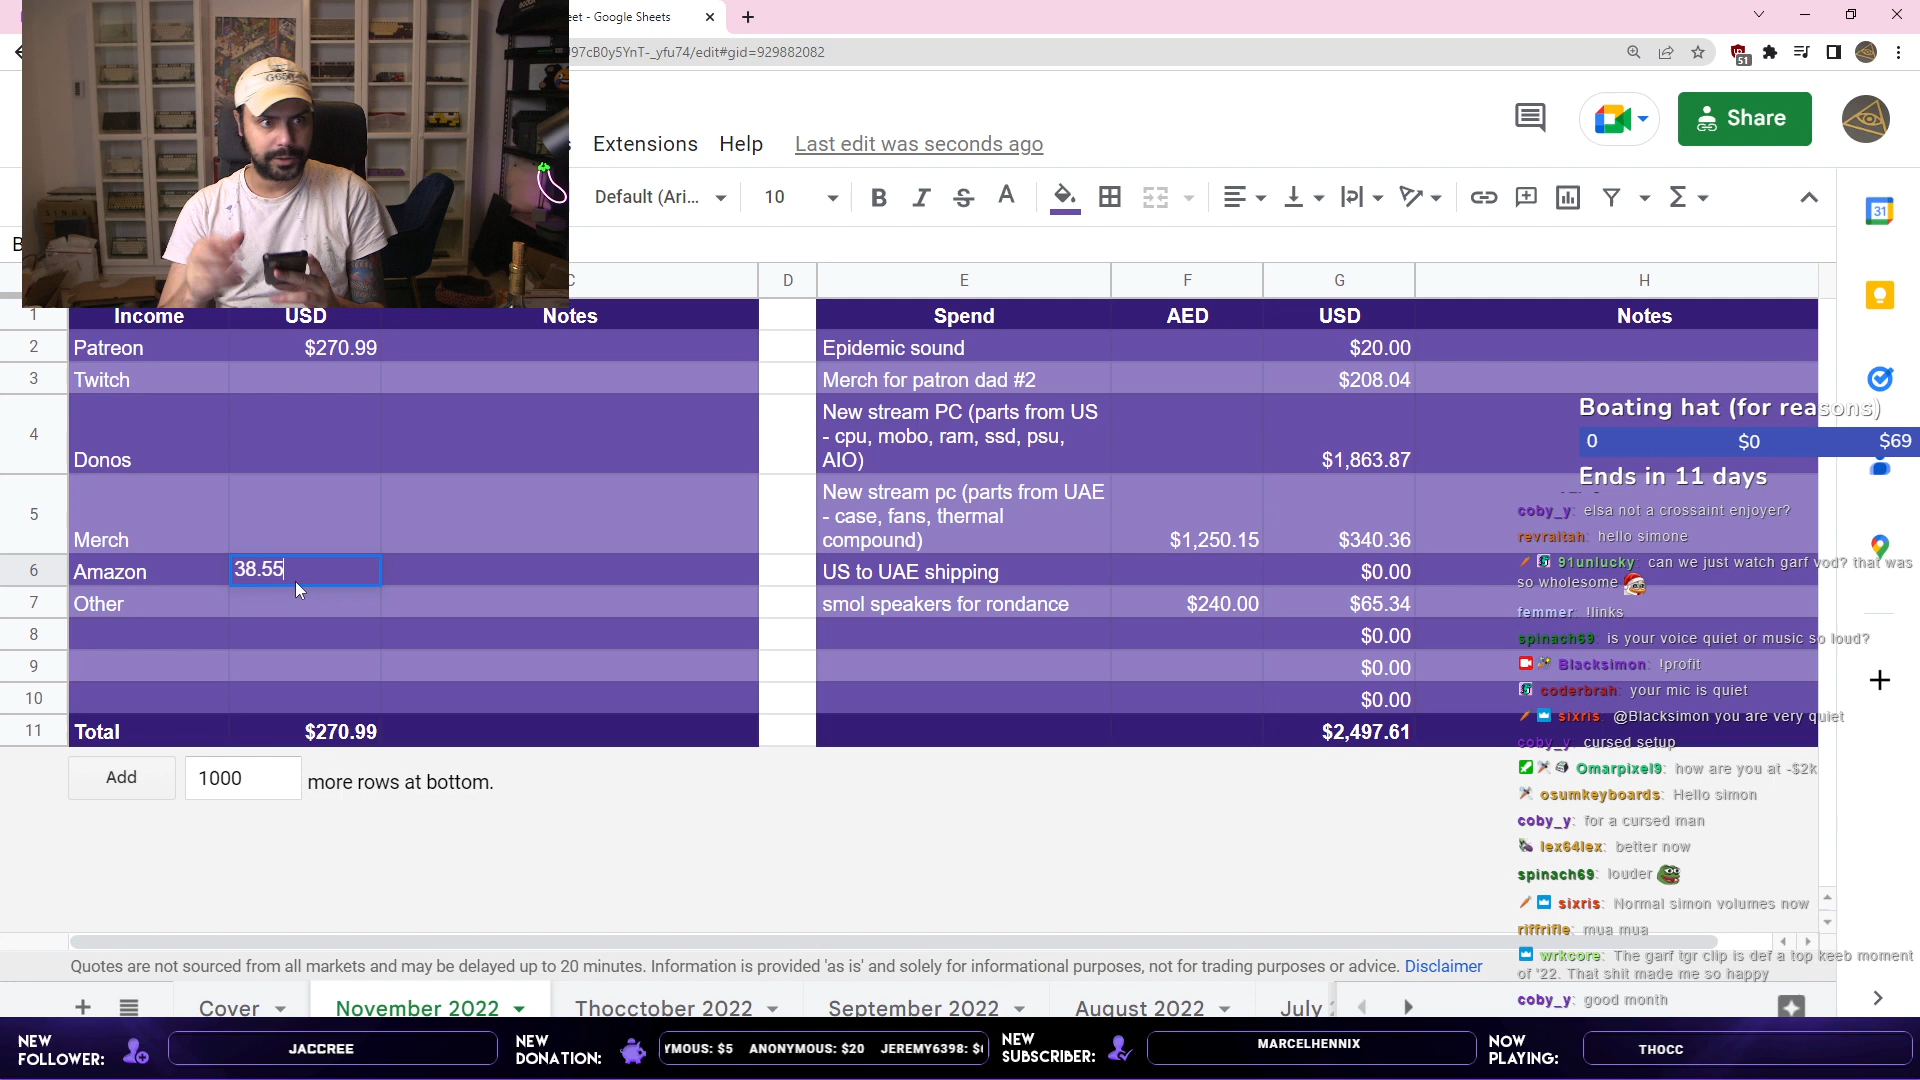 eet - Google Sheets
97cB0y5YnT-_yfu74/edit#gid=929882082
51
Extensions Help Last edit was seconds ago
Share
Default (Ari... 10
31
D E F G H
1 Income USD Notes Spend AED USD Notes
2 Patreon $270.99 Epidemic sound $20.00
3 Twitch Merch for patron dad #2 $208.04
4 Donos New stream PC (parts from US
- cpu, mobo, ram, ssd, psu,
AIO) $1,863.87
5 Merch New stream pc (parts from UAE
- case, fans, thermal
compound) $1,250.15 $340.36
6 Amazon 38.55 US to UAE shipping $0.00
7 Other smol speakers for rondance $240.00 $65.34
8 $0.00
9 $0.00
10 $0.00
11 Total $270.99 $2,497.61
Boating hat (for reasons)
0 $0 $69
Ends in 11 days
coby_y: elsa not a crossaint enjoyer?
revraltah: hello simone
91unlucky: can we just watch garf vod? that was
so wholesome
femmer: !links
spinach69: is your voice quiet or music so loud?
Blacksimon: !profit
coderbrah: your mic is quiet
sixris: @Blacksimon you are very quiet
coby_y: cursed setup
Omarpixel9: how are you at -$2k
osumkeyboards: Hello simon
coby_y: for a cursed man
lex64lex: better now
spinach69: louder
sixris: Normal simon volumes now
riffrifle: mua mua
wrkcore: The garf tgr clip is def a top keeb moment
of '22. That shit made me so happy
coby_y: good month
Add 1000 more rows at bottom.
Quotes are not sourced from all markets and may be delayed up to 20 minutes. Information is provided 'as is' and solely for informational purposes, not for trading purposes or advice. Disclaimer
Cover November 2022 Thocctober 2022 September 2022 August 2022 July
NEW
FOLLOWER: JACCREE
NEW
DONATION: YMOUS: $5 ANONYMOUS: $20 JEREMY6398: $
NEW
SUBSCRIBER: MARCELHENNIX
NOW
PLAYING: THOCC